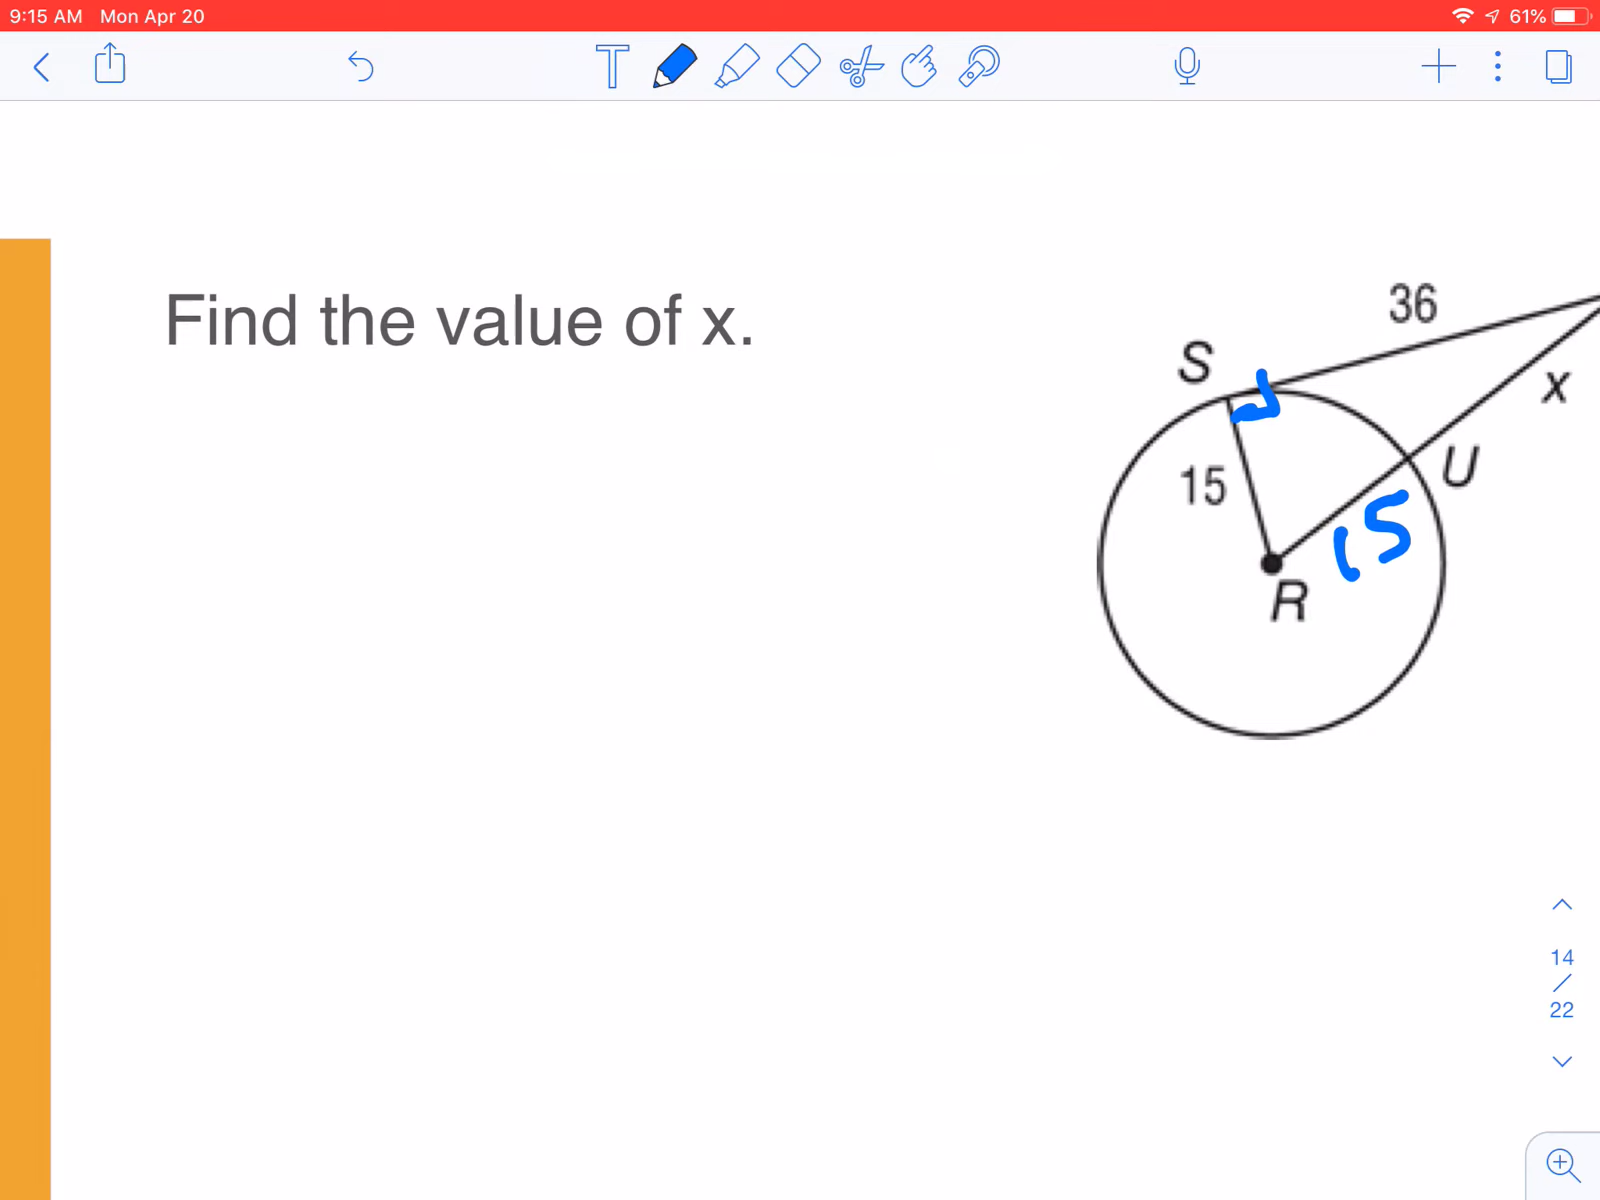 9:15 AM Mon Apr 20
61%
T
Find the value of x.
36
S
x
15
U
15
R
14
22